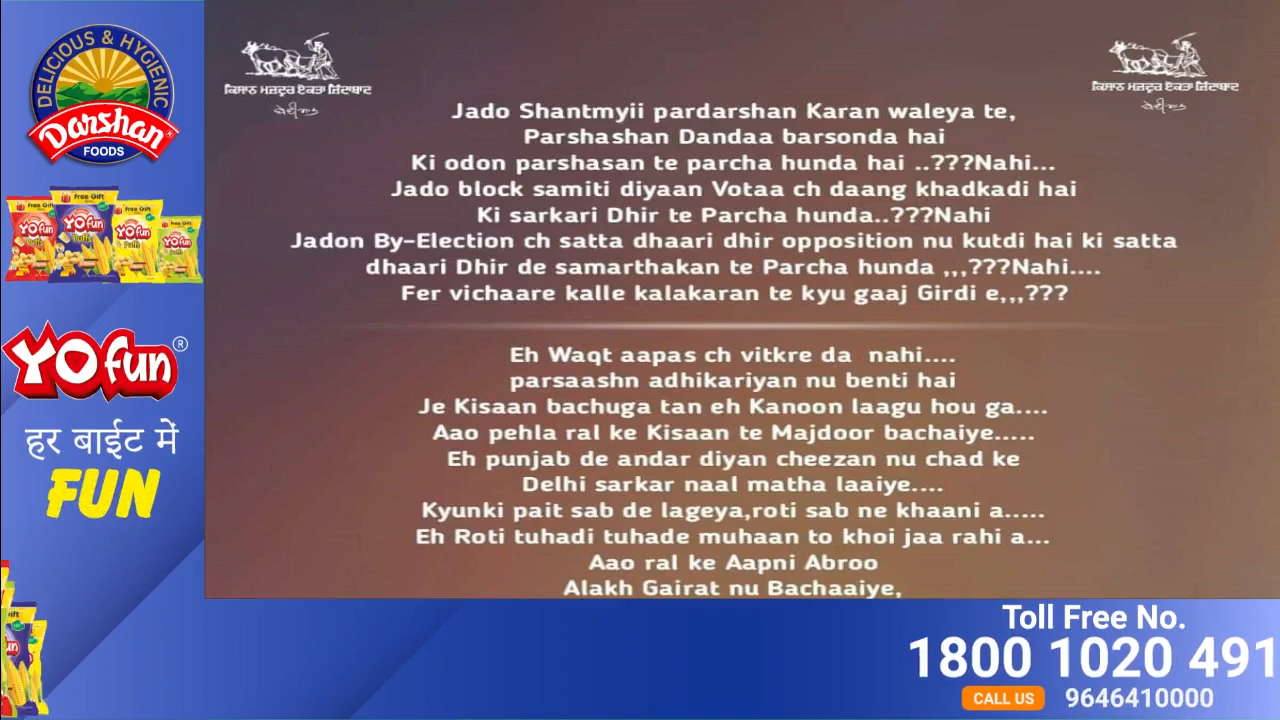 DELICIOUS & HYGIENIC
Darshan
FOODS
Free Gift
YO fun
Puffs
YO fun
®
हर बाईट में
FUN
ਕਿਸਾਨ ਮਜ਼ਦੂਰ ਏਕਤਾ ਜ਼ਿੰਦਾਬਾਦ
ਕਿਸਾਨ ਮਜ਼ਦੂਰ ਏਕਤਾ ਜ਼ਿੰਦਾਬਾਦ
Jado Shantmyii pardarshan Karan waleya te,
Parshashan Dandaa barsonda hai
Ki odon parshasan te parcha hunda hai ..???Nahi...
Jado block samiti diyaan Votaa ch daang khadkadi hai
Ki sarkari Dhir te Parcha hunda..???Nahi
Jadon By-Election ch satta dhaari dhir opposition nu kutdi hai ki satta
dhaari Dhir de samarthakan te Parcha hunda ,,,???Nahi....
Fer vichaare kalle kalakaran te kyu gaaj Girdi e,,,???
Eh Waqt aapas ch vitkre da nahi....
parsaashn adhikariyan nu benti hai
Je Kisaan bachuga tan eh Kanoon laagu hou ga....
Aao pehla ral ke Kisaan te Majdoor bachaiye.....
Eh punjab de andar diyan cheezan nu chad ke
Delhi sarkar naal matha laaiye....
Kyunki pait sab de lageya,roti sab ne khaani a.....
Eh Roti tuhadi tuhade muhaan to khoi jaa rahi a...
Aao ral ke Aapni Abroo
Alakh Gairat nu Bachaaiye,
Toll Free No.
1800 1020 491
CALL US 9646410000